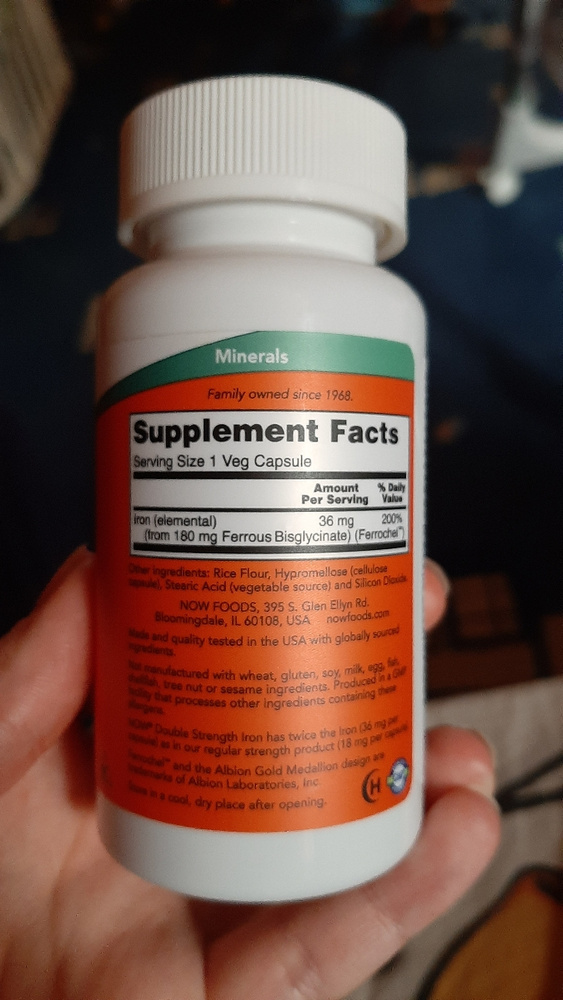 Minerals
Family owned since 1968.
Supplement Facts
Serving Size 1 Veg Capsule
Amount Per Serving
% Daily Value
Iron (elemental) 36 mg 200%
(from 180 mg Ferrous Bisglycinate) (Ferrochel™)
Other ingredients: Rice Flour, Hypromellose (cellulose
capsule), Stearic Acid (vegetable source) and Silicon Dioxide.
NOW FOODS, 395 S. Glen Ellyn Rd.
Bloomingdale, IL 60108, USA nowfoods.com
Made and quality tested in the USA with globally sourced
ingredients.
Not manufactured with wheat, gluten, soy, milk, egg, fish,
shellfish, tree nut or sesame ingredients. Produced in a GMP
facility that processes other ingredients containing these
allergens.
NOW® Double Strength Iron has twice the Iron (36 mg per
capsule) as in our regular strength product (18 mg per capsule).
Ferrochel™ and the Albion Gold Medallion design are
trademarks of Albion Laboratories, Inc.
Store in a cool, dry place after opening.
H